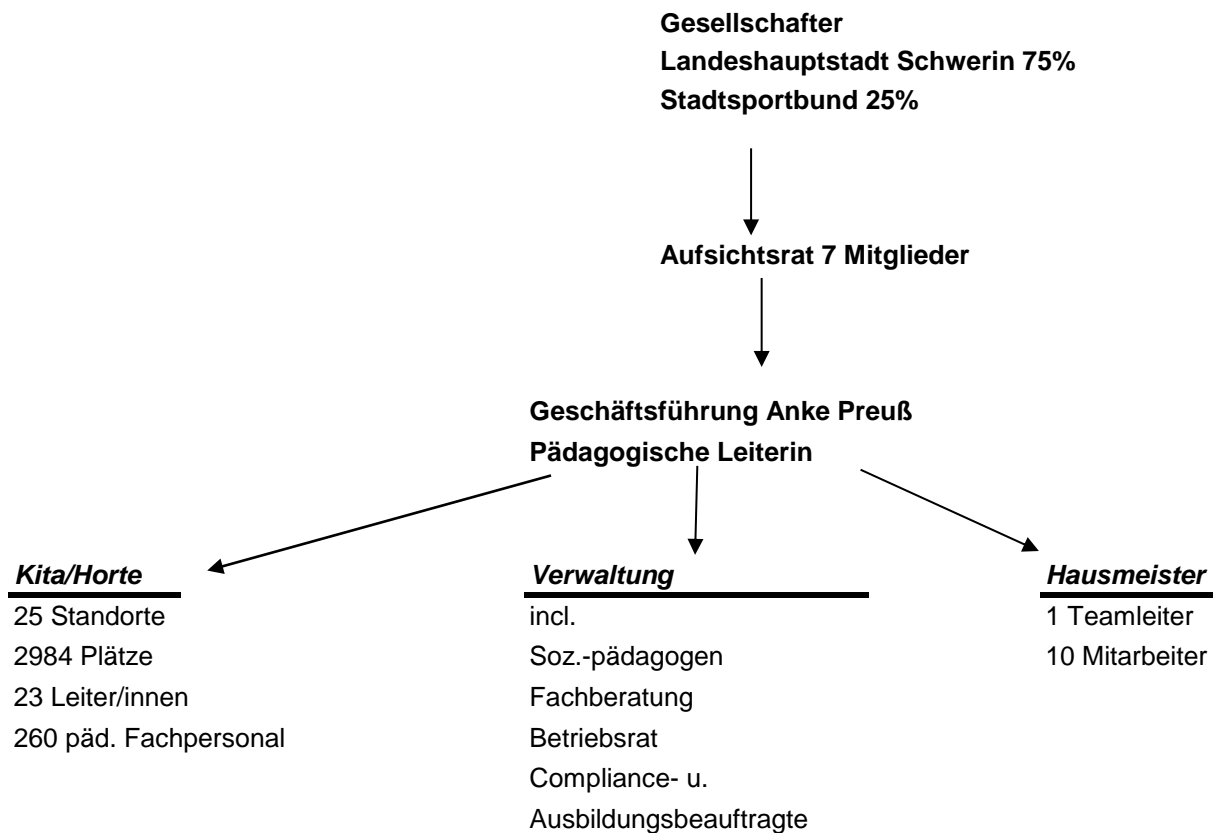 Gesellschafter
Landeshauptstadt Schwerin 75%
Stadtsportbund 25%
Aufsichtsrat 7 Mitglieder
Geschäftsführung Anke Preuß
Pädagogische Leiterin
Kita/Horte
25 Standorte
2984 Plätze
23 Leiter/innen
260 päd. Fachpersonal
Verwaltung
incl.
Soz.-pädagogen
Fachberatung
Betriebsrat
Compliance- u.
Ausbildungsbeauftragte
Hausmeister
1 Teamleiter
10 Mitarbeiter